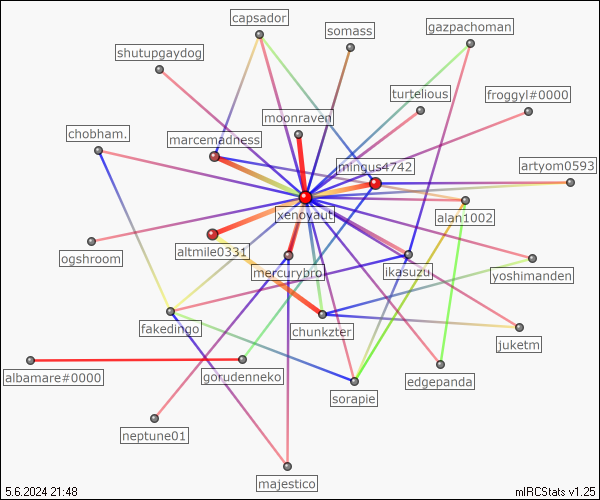 capsador
somass
gazpachoman
shutupgaydog
turtelious
froggyl#0000
moonraven
chobham.
marcemadness
mingus4742
artyom0593
xenoyautl
alan1002
altmile0331
ogshroom
mercurybro
ikasuzu
yoshimanden
fakedingo
chunkzter
juketm
albamare#0000
gorudenneko
edgepanda
sorapie
neptune01
majestico
5.6.2024 21:48
mIRCStats v1.25